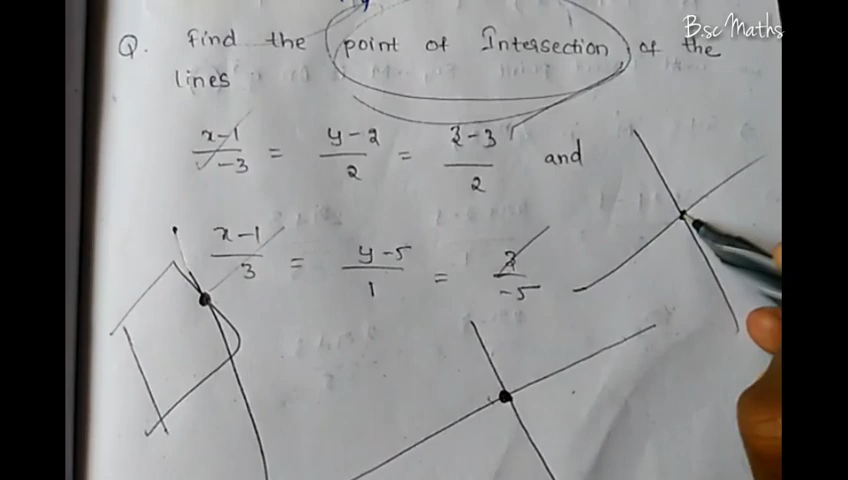 B.sc Maths
Q. Find the point of Intersection of the
lines
x-1/-3 = y-2/2 = z-3/2 and
x-1/3 = y-5/1 = z/-5